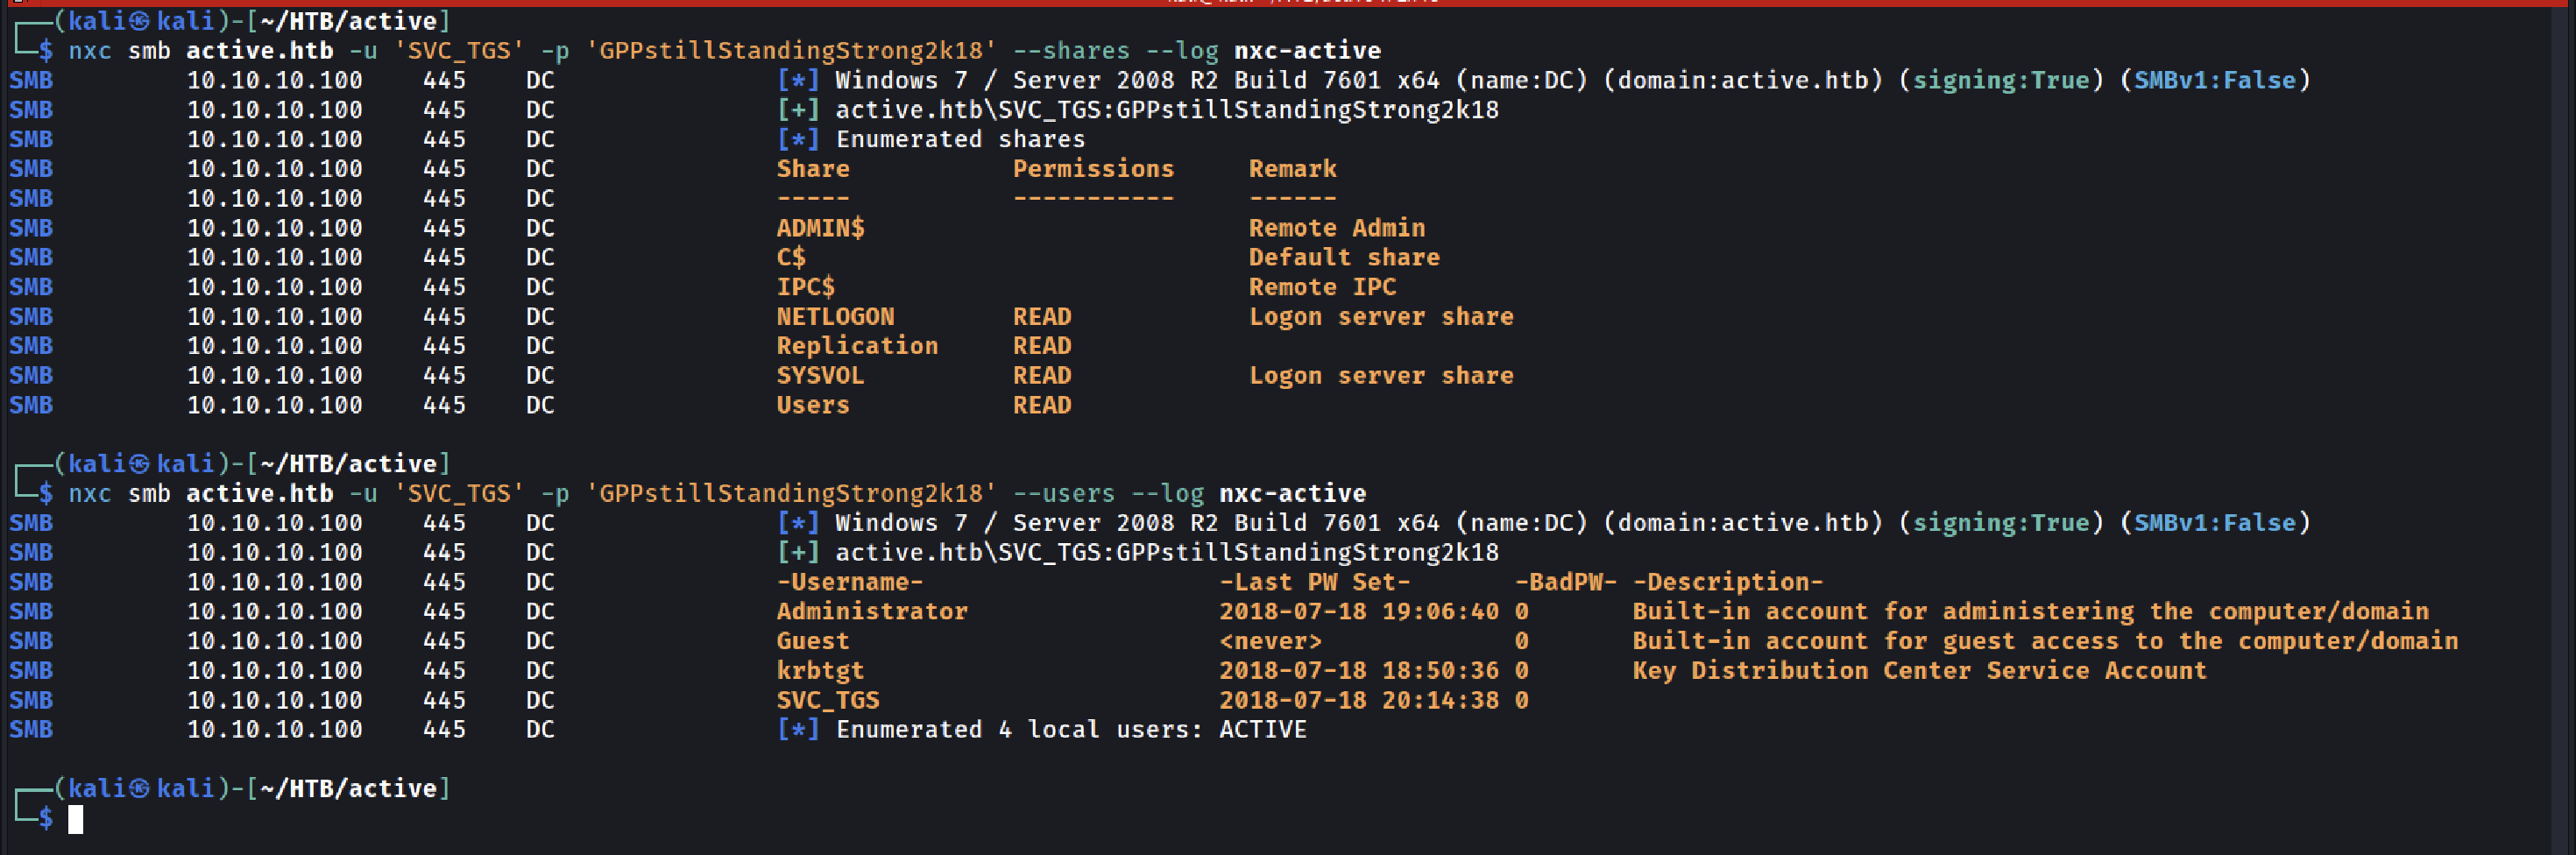 ┌──(kali㉿kali)-[~/HTB/active]
└─$ nxc smb active.htb -u 'SVC_TGS' -p 'GPPstillStandingStrong2k18' --shares --log nxc-active
SMB 10.10.10.100 445 DC [*] Windows 7 / Server 2008 R2 Build 7601 x64 (name:DC) (domain:active.htb) (signing:True) (SMBv1:False)
SMB 10.10.10.100 445 DC [+] active.htb\SVC_TGS:GPPstillStandingStrong2k18
SMB 10.10.10.100 445 DC [*] Enumerated shares
SMB 10.10.10.100 445 DC Share Permissions Remark
SMB 10.10.10.100 445 DC ----- ----------- ------
SMB 10.10.10.100 445 DC ADMIN$ Remote Admin
SMB 10.10.10.100 445 DC C$ Default share
SMB 10.10.10.100 445 DC IPC$ Remote IPC
SMB 10.10.10.100 445 DC NETLOGON READ Logon server share
SMB 10.10.10.100 445 DC Replication READ
SMB 10.10.10.100 445 DC SYSVOL READ Logon server share
SMB 10.10.10.100 445 DC Users READ
┌──(kali㉿kali)-[~/HTB/active]
└─$ nxc smb active.htb -u 'SVC_TGS' -p 'GPPstillStandingStrong2k18' --users --log nxc-active
SMB 10.10.10.100 445 DC [*] Windows 7 / Server 2008 R2 Build 7601 x64 (name:DC) (domain:active.htb) (signing:True) (SMBv1:False)
SMB 10.10.10.100 445 DC [+] active.htb\SVC_TGS:GPPstillStandingStrong2k18
SMB 10.10.10.100 445 DC -Username- -Last PW Set- -BadPW- -Description-
SMB 10.10.10.100 445 DC Administrator 2018-07-18 19:06:40 0 Built-in account for administering the computer/domain
SMB 10.10.10.100 445 DC Guest <never> 0 Built-in account for guest access to the computer/domain
SMB 10.10.10.100 445 DC krbtgt 2018-07-18 18:50:36 0 Key Distribution Center Service Account
SMB 10.10.10.100 445 DC SVC_TGS 2018-07-18 20:14:38 0
SMB 10.10.10.100 445 DC [*] Enumerated 4 local users: ACTIVE
┌──(kali㉿kali)-[~/HTB/active]
└─$